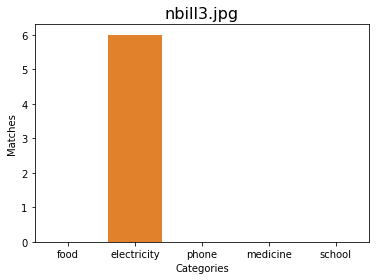 nbill3.jpg
6
5
4
3
2
1
0
Matches
food electricity phone medicine school
Categories